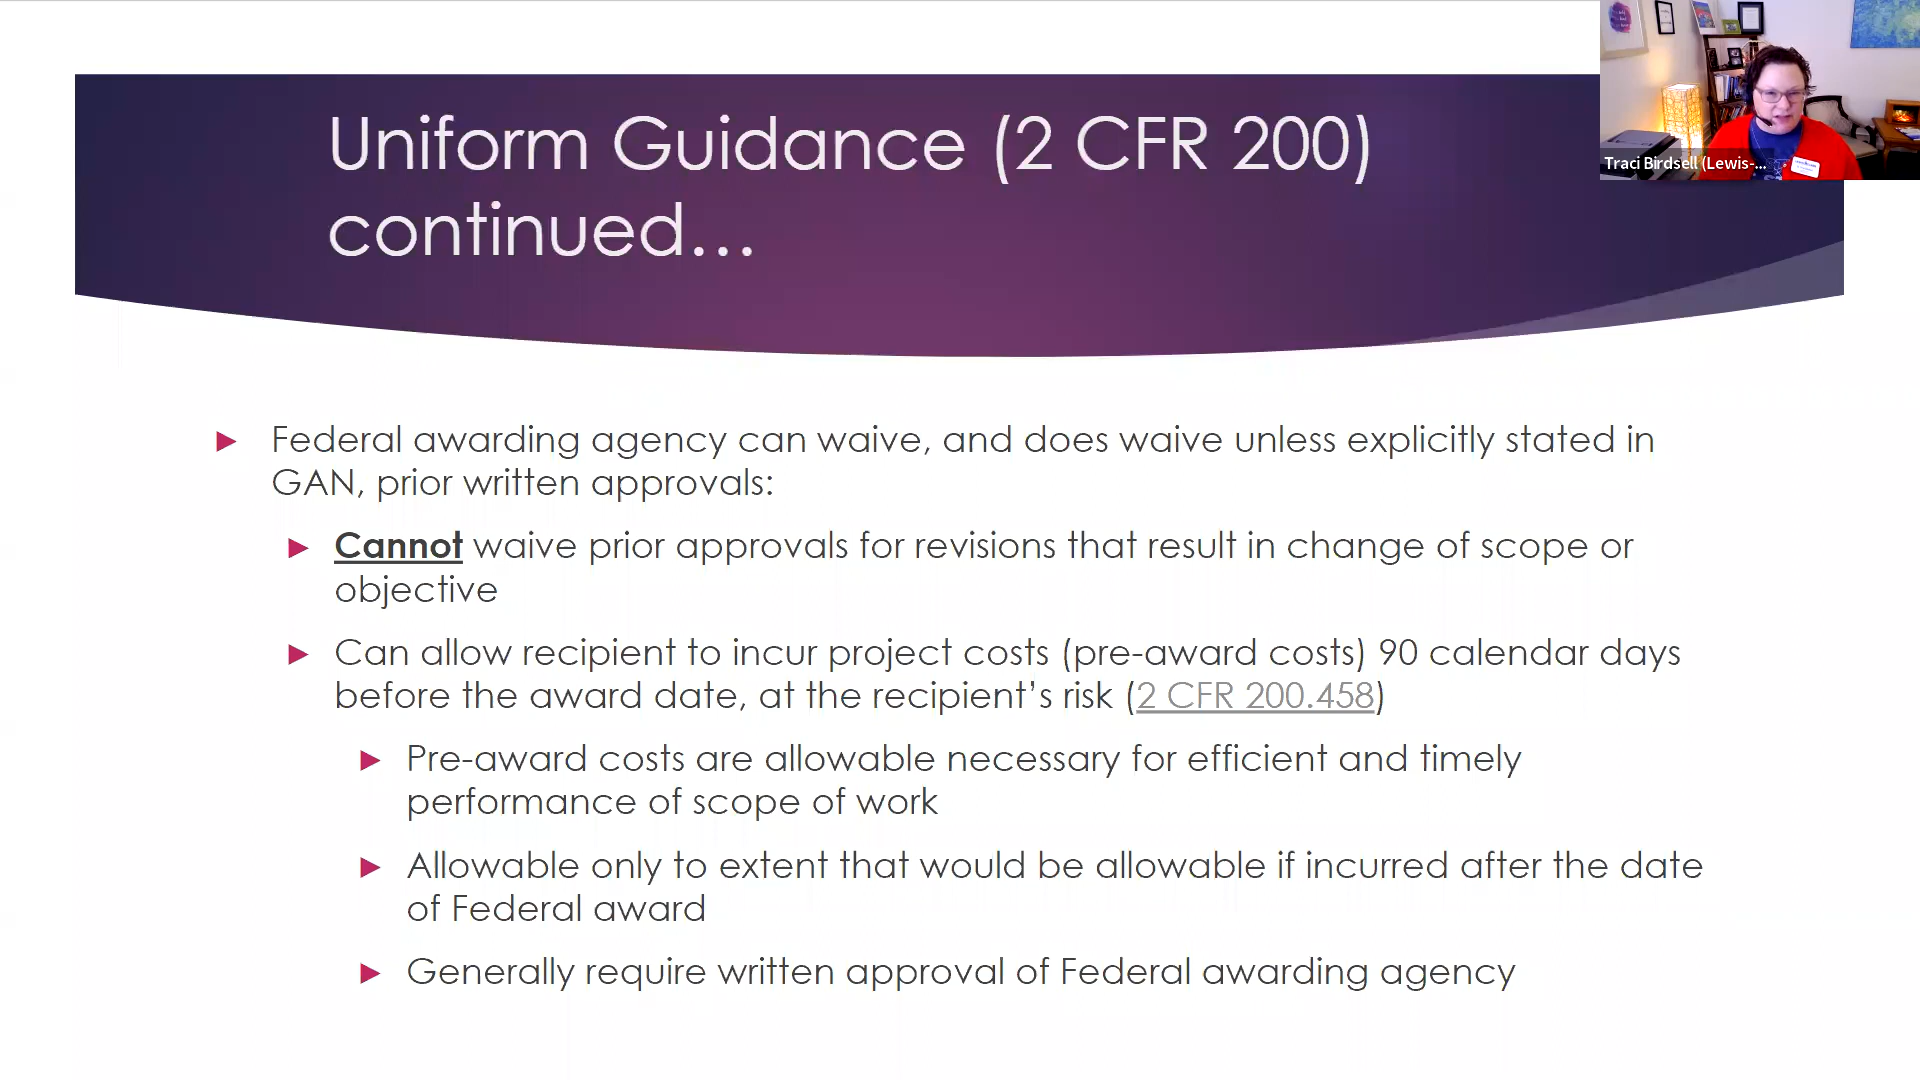 Uniform Guidance (2 CFR 200)
continued…
Traci Birdsell (Lewis-...
Federal awarding agency can waive, and does waive unless explicitly stated in
GAN, prior written approvals:
Cannot waive prior approvals for revisions that result in change of scope or
objective
Can allow recipient to incur project costs (pre-award costs) 90 calendar days
before the award date, at the recipient’s risk (2 CFR 200.458)
Pre-award costs are allowable necessary for efficient and timely
performance of scope of work
Allowable only to extent that would be allowable if incurred after the date
of Federal award
Generally require written approval of Federal awarding agency